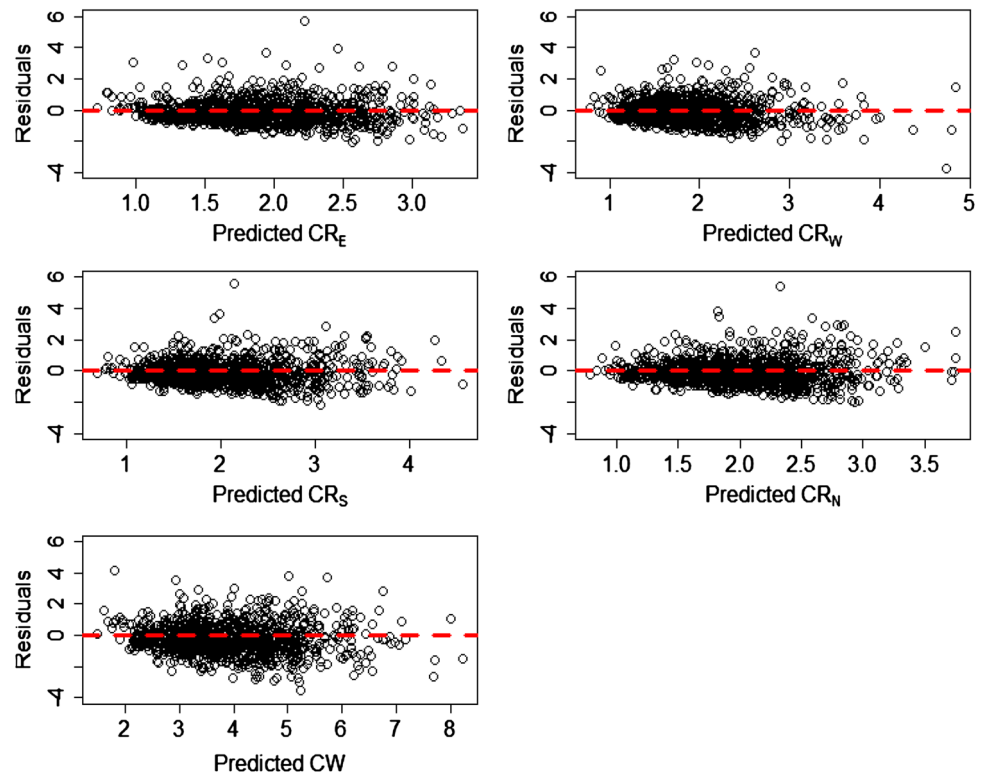 Residuals
6
4
2
0
-4
1.0 1.5 2.0 2.5 3.0
Predicted CR_E
Residuals
6
4
2
0
-4
1 2 3 4 5
Predicted CR_W
Residuals
6
4
2
0
-4
1 2 3 4
Predicted CR_S
Residuals
6
4
2
0
-4
1.0 1.5 2.0 2.5 3.0 3.5
Predicted CR_N
Residuals
6
4
2
0
-4
2 3 4 5 6 7 8
Predicted CW